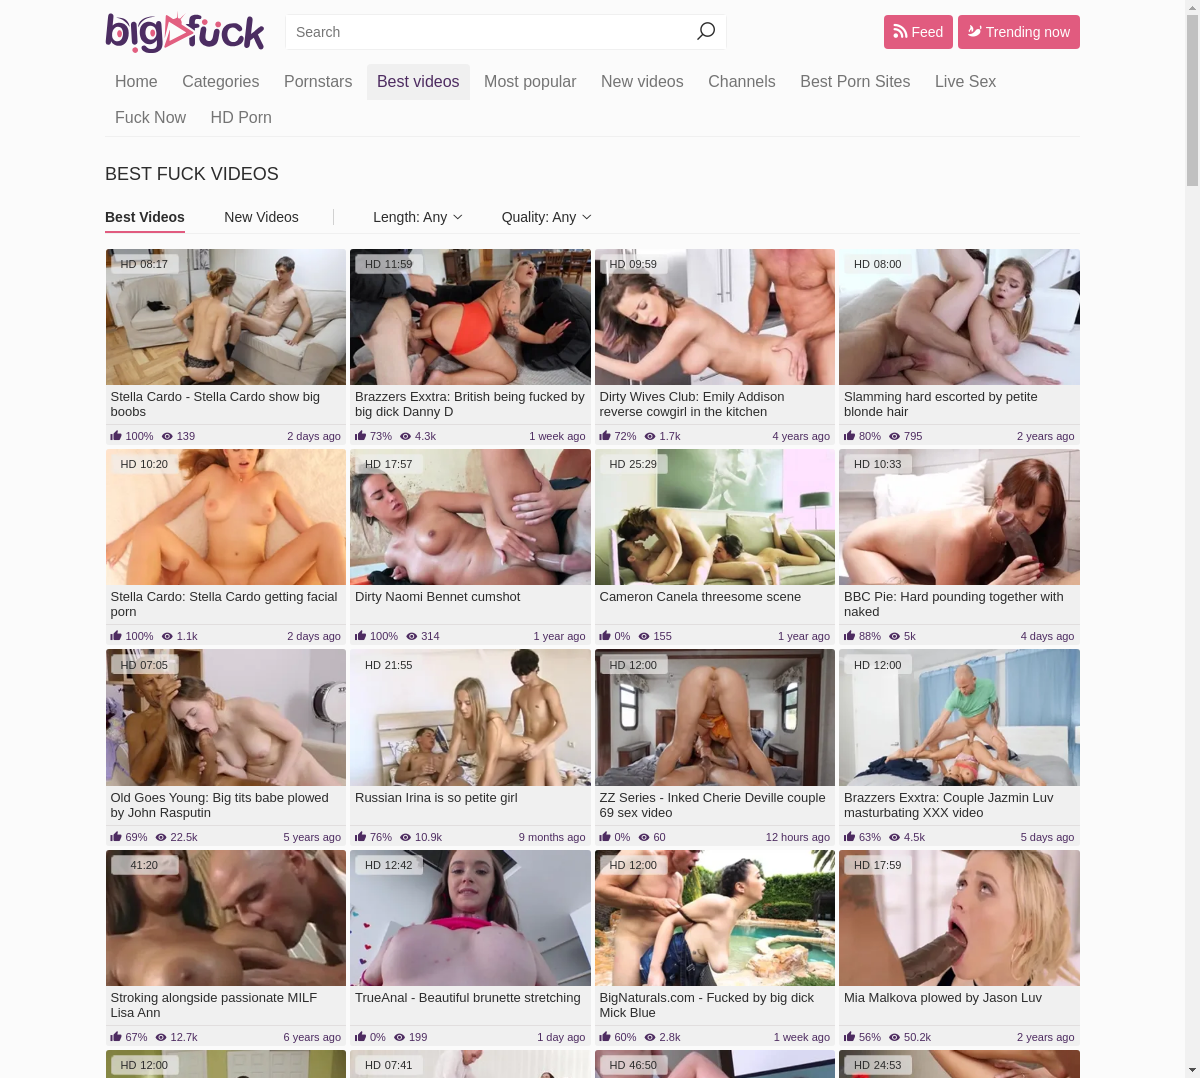 bigfuck
Search
Feed
Trending now
Home Categories Pornstars Best videos Most popular New videos Channels Best Porn Sites Live Sex
Fuck Now HD Porn
BEST FUCK VIDEOS
Best Videos New Videos Length: Any Quality: Any
HD 08:17
HD 11:59
HD 09:59
HD 08:00
Stella Cardo - Stella Cardo show big
boobs
100% 139 2 days ago
Brazzers Exxtra: British being fucked by
big dick Danny D
73% 4.3k 1 week ago
Dirty Wives Club: Emily Addison
reverse cowgirl in the kitchen
72% 1.7k 4 years ago
Slamming hard escorted by petite
blonde hair
80% 795 2 years ago
HD 10:20
HD 17:57
HD 25:29
HD 10:33
Stella Cardo: Stella Cardo getting facial
porn
100% 1.1k 2 days ago
Dirty Naomi Bennet cumshot
100% 314 1 year ago
Cameron Canela threesome scene
0% 155 1 year ago
BBC Pie: Hard pounding together with
naked
88% 5k 4 days ago
HD 07:05
HD 21:55
HD 12:00
HD 12:00
Old Goes Young: Big tits babe plowed
by John Rasputin
69% 22.5k 5 years ago
Russian Irina is so petite girl
76% 10.9k 9 months ago
ZZ Series - Inked Cherie Deville couple
69 sex video
0% 60 12 hours ago
Brazzers Exxtra: Couple Jazmin Luv
masturbating XXX video
63% 4.5k 5 days ago
41:20
HD 12:42
HD 12:00
HD 17:59
Stroking alongside passionate MILF
Lisa Ann
67% 12.7k 6 years ago
TrueAnal - Beautiful brunette stretching
0% 199 1 day ago
BigNaturals.com - Fucked by big dick
Mick Blue
60% 2.8k 1 week ago
Mia Malkova plowed by Jason Luv
56% 50.2k 2 years ago
HD 12:00
HD 07:41
HD 46:50
HD 24:53